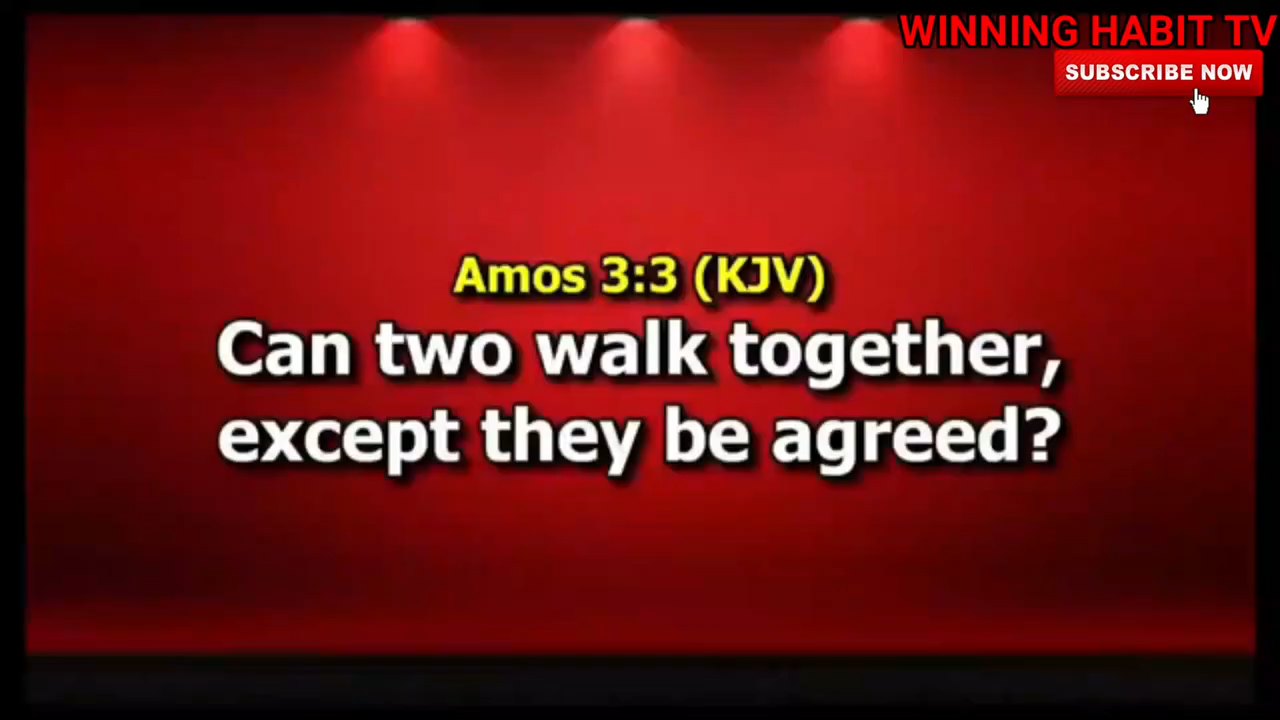 WINNING HABIT TV
SUBSCRIBE NOW
Amos 3:3 (KJV)
Can two walk together,
except they be agreed?